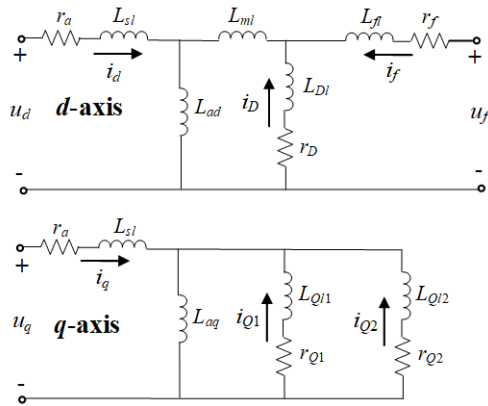 r_a L_sl L_ml L_fl r_f
+ i_d i_f +
u_d d-axis L_ad i_D L_Dl u_f
r_D
- -
r_a L_sl
+ i_q
u_q q-axis L_aq i_Q1 L_Ql1 i_Q2 L_Ql2
r_Q1 r_Q2
-